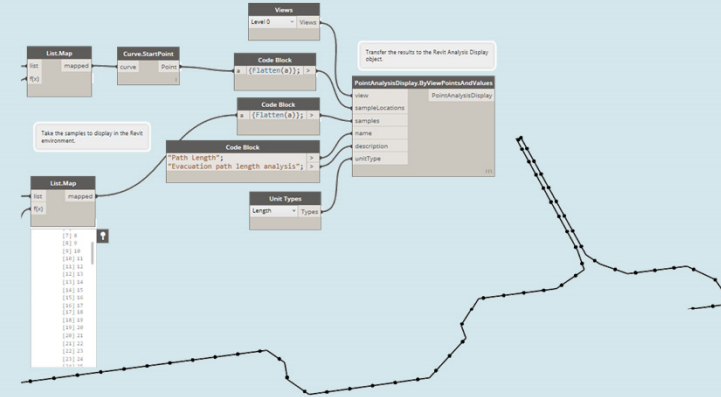 Views
Level 0 Views
List.Map
list mapped
f(x)
Curve.StartPoint
curve Point
Code Block
a {Flatten(a)}; >
Transfer the results to the Revit Analysis Display
object.
PointAnalysisDisplay.ByViewPointsAndValues
view PointAnalysisDisplay
sampleLocations
samples
name
description
unitType
Code Block
a {Flatten(a)}; >
Take the samples to display in the Revit
environment.
Code Block
"Path Length"; >
"Evacuation path length analysis"; >
List.Map
list mapped
f(x)
Unit Types
Length Types
[7] 8
[8] 9
[9] 10
[10] 11
[11] 12
[12] 13
[13] 14
[14] 15
[15] 16
[16] 17
[17] 18
[18] 19
[19] 20
[20] 21
[21] 22
[22] 23
[23] 24